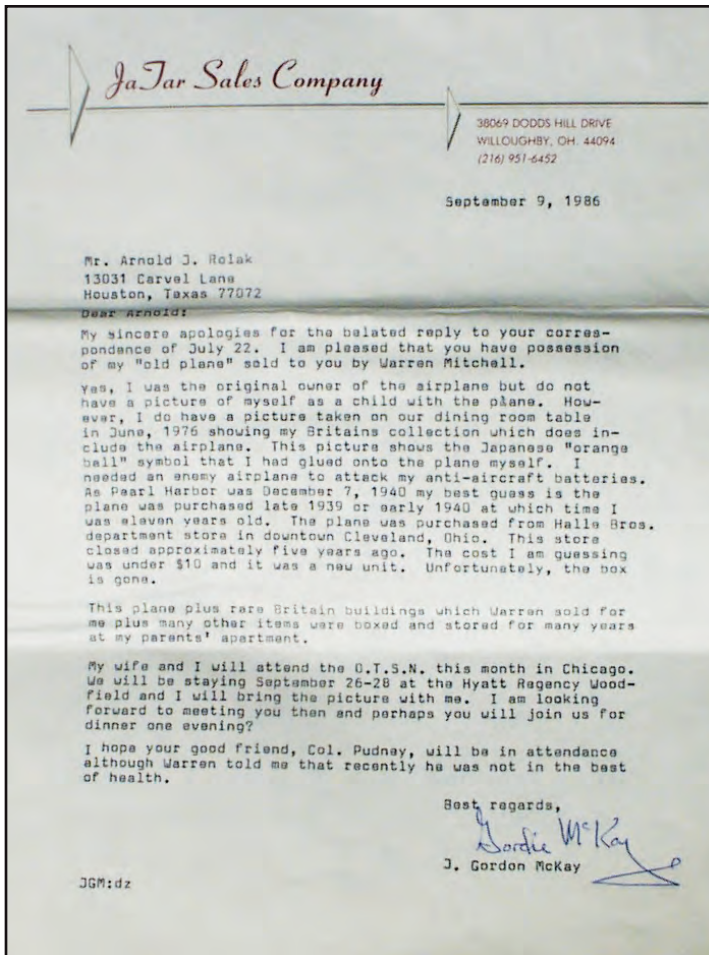 JaTar Sales Company
38069 DODDS HILL DRIVE
WILLOUGHBY, OH. 44094
(216) 951-6452
September 9, 1986
Mr. Arnold J. Rolak
13031 Carvel Lane
Houston, Texas 77072
Dear Arnold:
My sincere apologies for the belated reply to your corres-
pondence of July 22. I am pleased that you have possession
of my "old plane" sold to you by Warren Mitchell.
Yes, I was the original owner of the airplane but do not
have a picture of myself as a child with the plane. How-
ever, I do have a picture taken on our dining room table
in June, 1976 showing my Britains collection which does in-
clude the airplane. This picture shows the Japanese "orange
ball" symbol that I had glued onto the plane myself. I
needed an enemy airplane to attack my anti-aircraft batteries.
As Pearl Harbor was December 7, 1940 my best guess is the
plane was purchased late 1939 or early 1940 at which time I
was eleven years old. The plane was purchased from Halle Bros.
department store in downtown Cleveland, Ohio. This store
closed approximately five years ago. The cost I am guessing
was under $10 and it was a new unit. Unfortunately, the box
is gone.
This plane plus rare Britain buildings which Warren sold for
me plus many other items were boxed and stored for many years
at my parents' apartment.
My wife and I will attend the O.T.S.N. this month in Chicago.
We will be staying September 26-28 at the Hyatt Regency Wood-
field and I will bring the picture with me. I am looking
forward to meeting you then and perhaps you will join us for
dinner one evening?
I hope your good friend, Col. Pudney, will be in attendance
although Warren told me that recently he was not in the best
of health.
Best regards,
Gordie McKay
J. Gordon McKay
JGM:dz